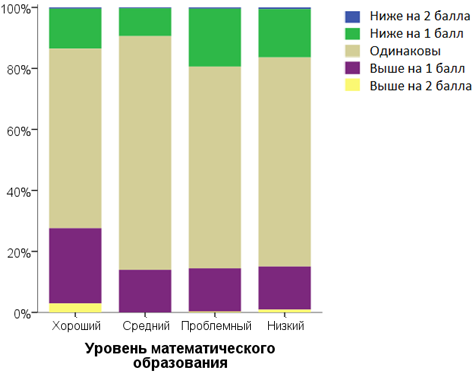 100%
80%
60%
40%
20%
0%
Хороший
Средний
Проблемный
Низкий
Уровень математического
образования
Ниже на 2 балла
Ниже на 1 балл
Одинаковы
Выше на 1 балл
Выше на 2 балла